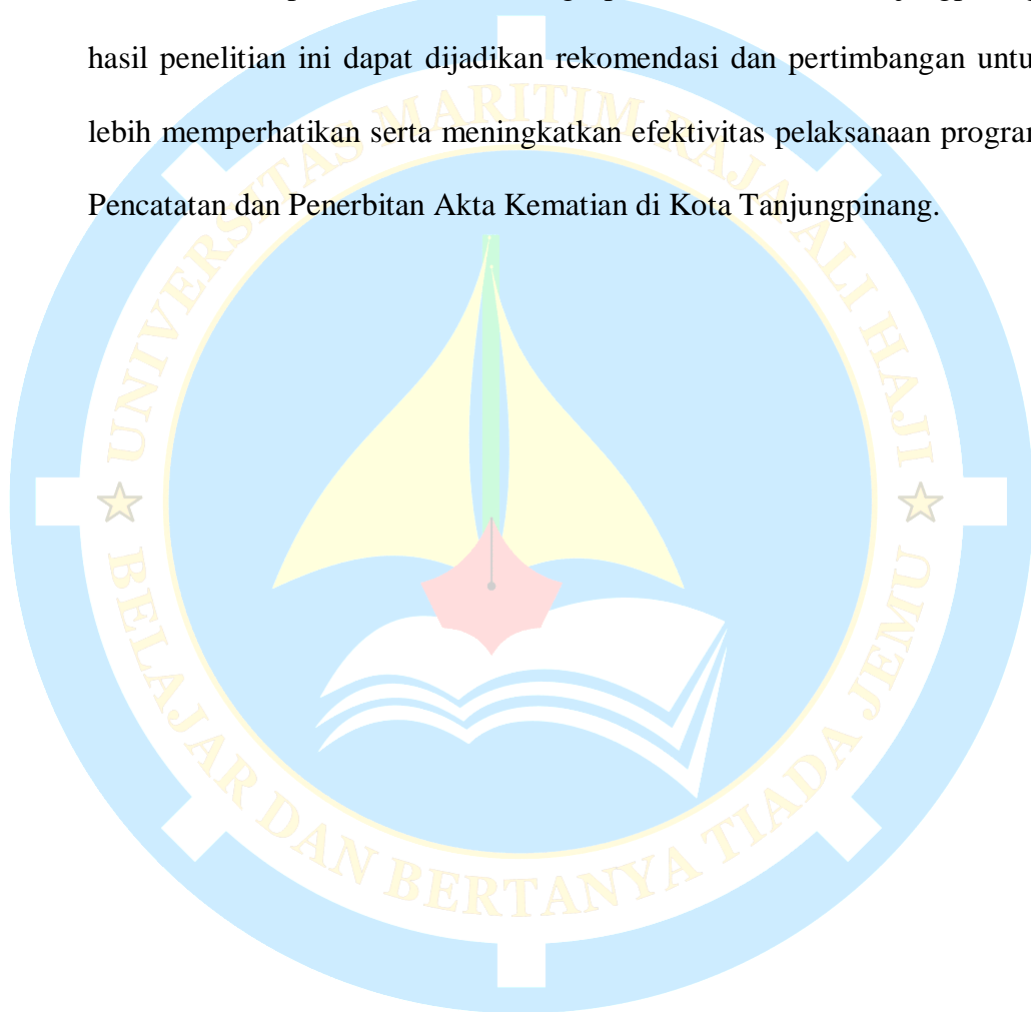 hasil penelitian ini dapat dijadikan rekomendasi dan pertimbangan untu
lebih memperhatikan serta meningkatkan efektivitas pelaksanaan progran
Pencatatan dan Penerbitan Akta Kematian di Kota Tanjungpinang.
UNIVERSITAS MARITIM RAJA ALI HAJI
BELAJAR DAN BERTANYA TIADA JEMU